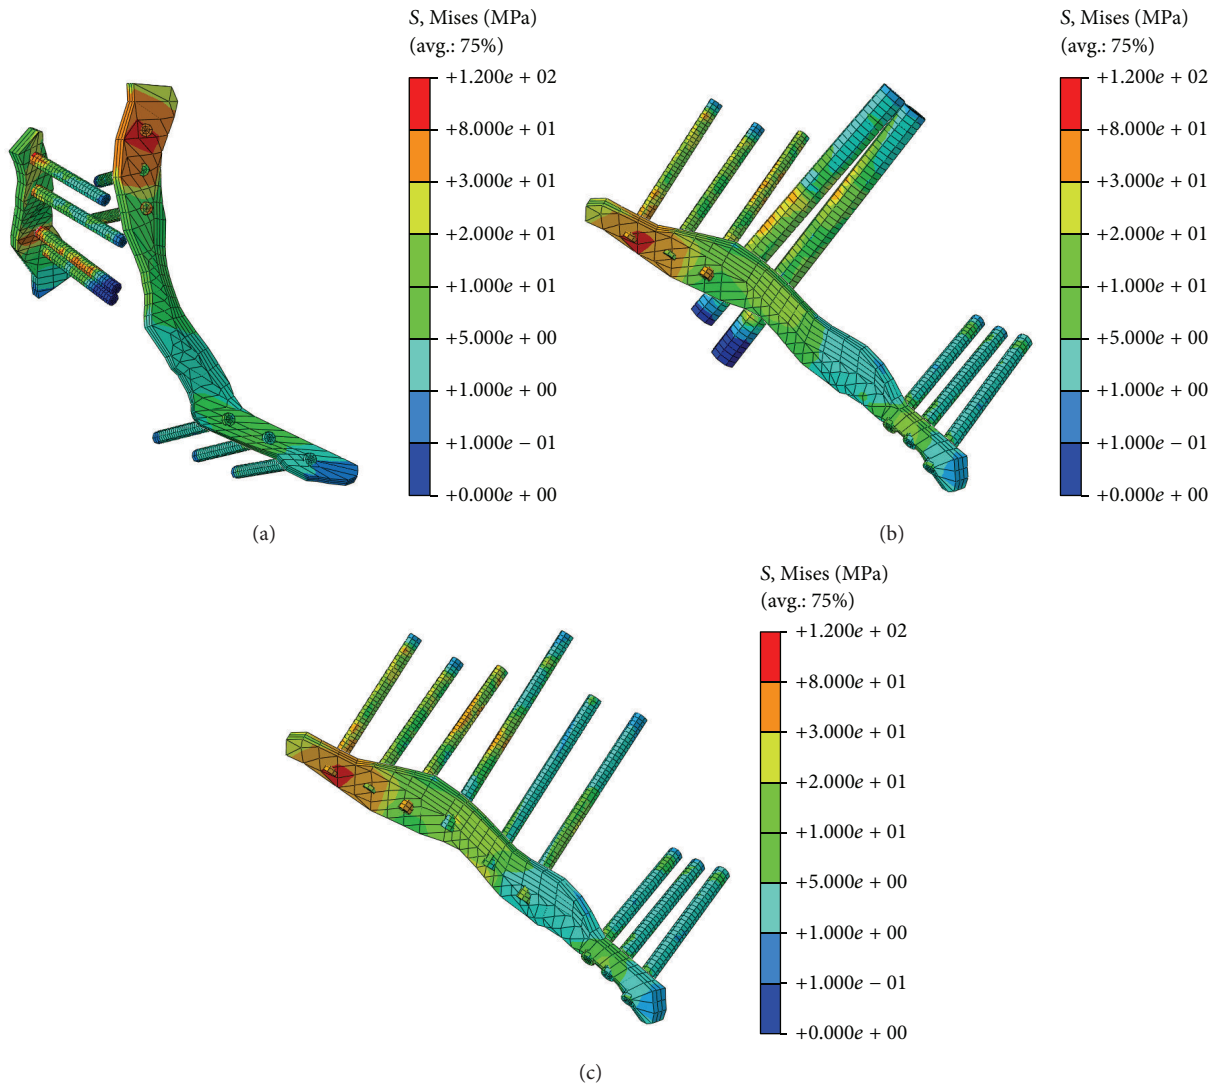 S, Mises (MPa)
(avg.: 75%)
+1.200e + 02
+8.000e + 01
+3.000e + 01
+2.000e + 01
+1.000e + 01
+5.000e + 00
+1.000e + 00
+1.000e − 01
+0.000e + 00
(a)
S, Mises (MPa)
(avg.: 75%)
+1.200e + 02
+8.000e + 01
+3.000e + 01
+2.000e + 01
+1.000e + 01
+5.000e + 00
+1.000e + 00
+1.000e − 01
+0.000e + 00
(b)
S, Mises (MPa)
(avg.: 75%)
+1.200e + 02
+8.000e + 01
+3.000e + 01
+2.000e + 01
+1.000e + 01
+5.000e + 00
+1.000e + 00
+1.000e − 01
+0.000e + 00
(c)